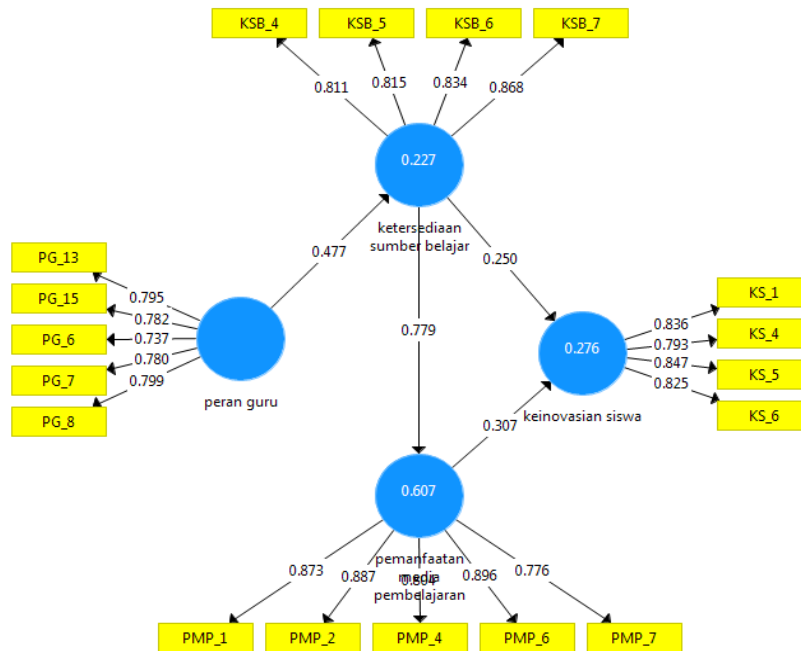 KSB_4
KSB_5
KSB_6
KSB_7
0.811
0.815
0.834
0.868
0.227
ketersediaan
sumber belajar
0.477
0.250
0.779
PG_13
PG_15
PG_6
PG_7
PG_8
0.795
0.782
0.737
0.780
0.799
peran guru
KS_1
KS_4
KS_5
KS_6
0.836
0.793
0.847
0.825
0.276
keinovasian siswa
0.307
0.607
pemanfaatan
media
pembelajaran
0.873
0.887
0.896
0.776
PMP_1
PMP_2
PMP_4
PMP_6
PMP_7